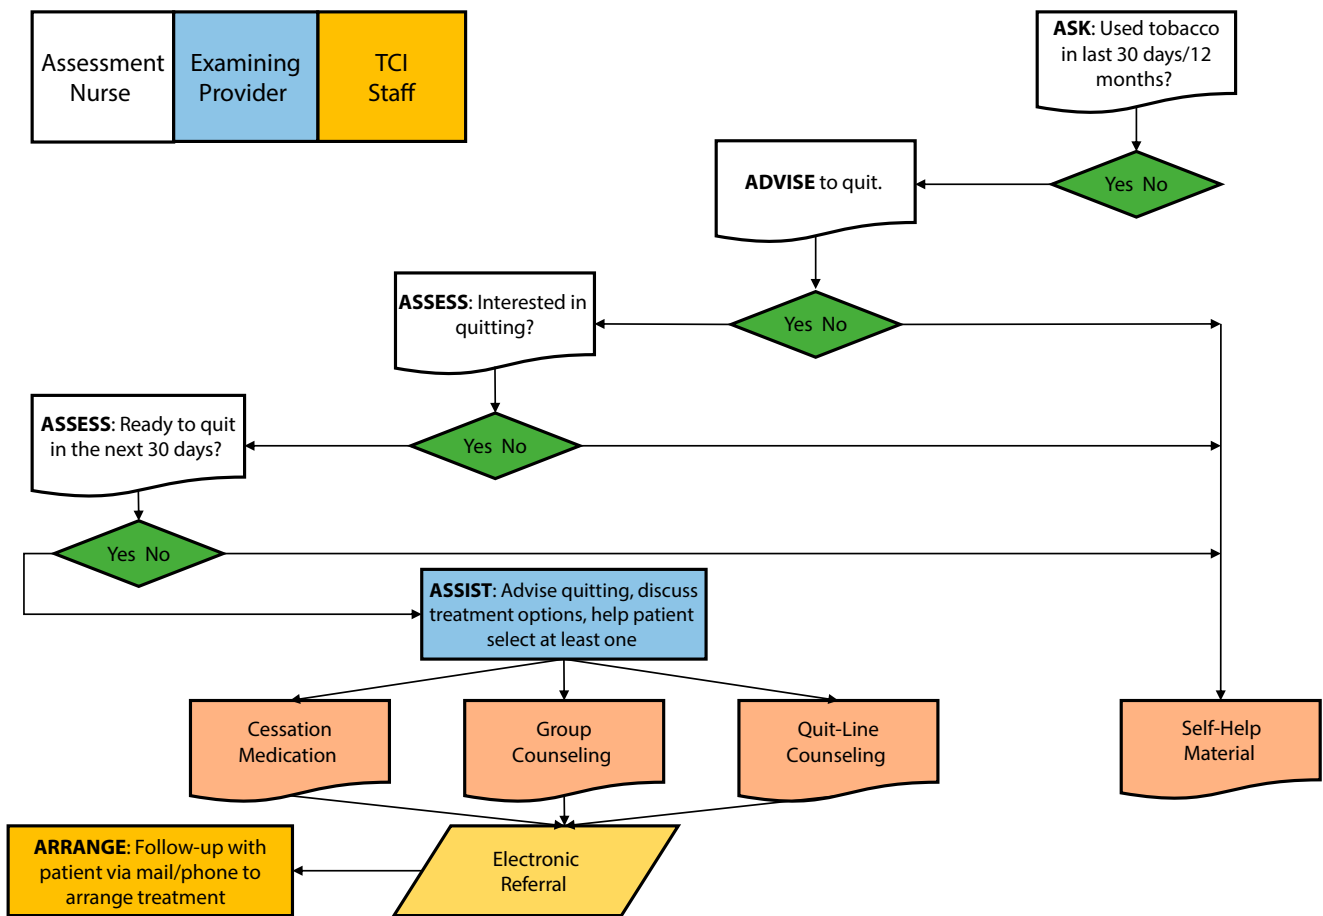 Assessment
Nurse
Examining
Provider
TCI
Staff
ASK: Used tobacco
in last 30 days/12
months?
Yes No
ADVISE to quit.
Yes No
ASSESS: Interested in
quitting?
Yes No
ASSESS: Ready to quit
in the next 30 days?
Yes No
ASSIST: Advise quitting, discuss
treatment options, help patient
select at least one
Cessation
Medication
Group
Counseling
Quit-Line
Counseling
Self-Help
Material
Electronic
Referral
ARRANGE: Follow-up with
patient via mail/phone to
arrange treatment